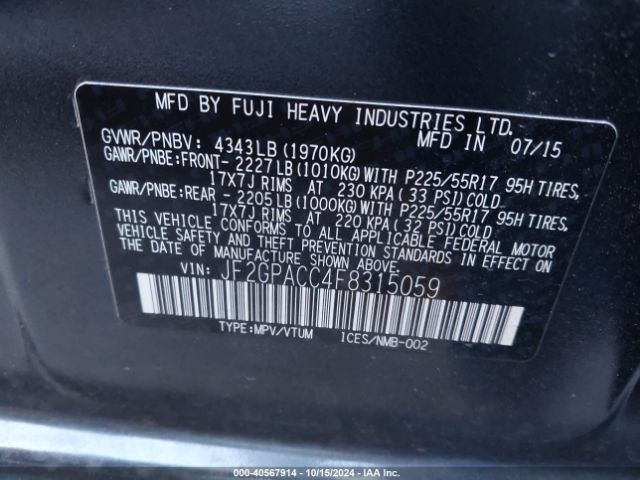 MFD BY FUJI HEAVY INDUSTRIES LTD.
MFD IN 07/15
GVWR/PNBV: 4343LB (1970KG)
GAWR/PNBE:FRONT- 2227LB (1010KG)WITH P225/55R17 95H TIRES,
17X7J RIMS AT 230 KPA(33 PSI)COLD
GAWR/PNBE:REAR - 2205LB(1000KG)WITH P225/55R17 95H TIRES,
17X7J RIMS AT 220 KPA(32 PSI)COLD
THIS VEHICLE CONFORMS TO ALL APPLICABLE FEDERAL MOTOR
VEHICLE SAFETY AND THEFT PREVENTION STANDARDS IN EFFECT ON
THE DATE OF MANUFACTURE SHOWN ABOVE.
VIN: JF2GPACC4F8315059
TYPE:MPV/VTUM ICES/NMB-002
000-40567914 - 10/15/2024 - IAA Inc.